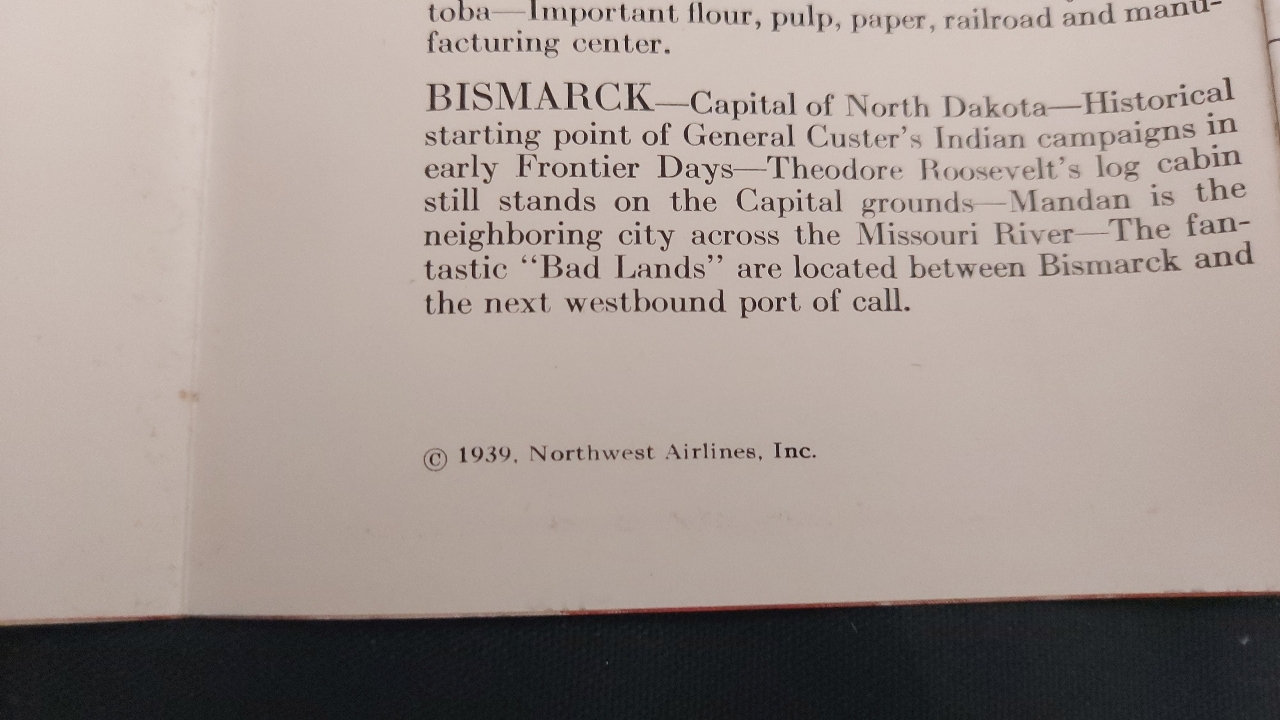 toba—Important flour, pulp, paper, railroad and manu-
facturing center.
BISMARCK—Capital of North Dakota—Historical
starting point of General Custer’s Indian campaigns in
early Frontier Days—Theodore Roosevelt’s log cabin
still stands on the Capital grounds—Mandan is the
neighboring city across the Missouri River—The fan-
tastic “Bad Lands” are located between Bismarck and
the next westbound port of call.
© 1939, Northwest Airlines, Inc.